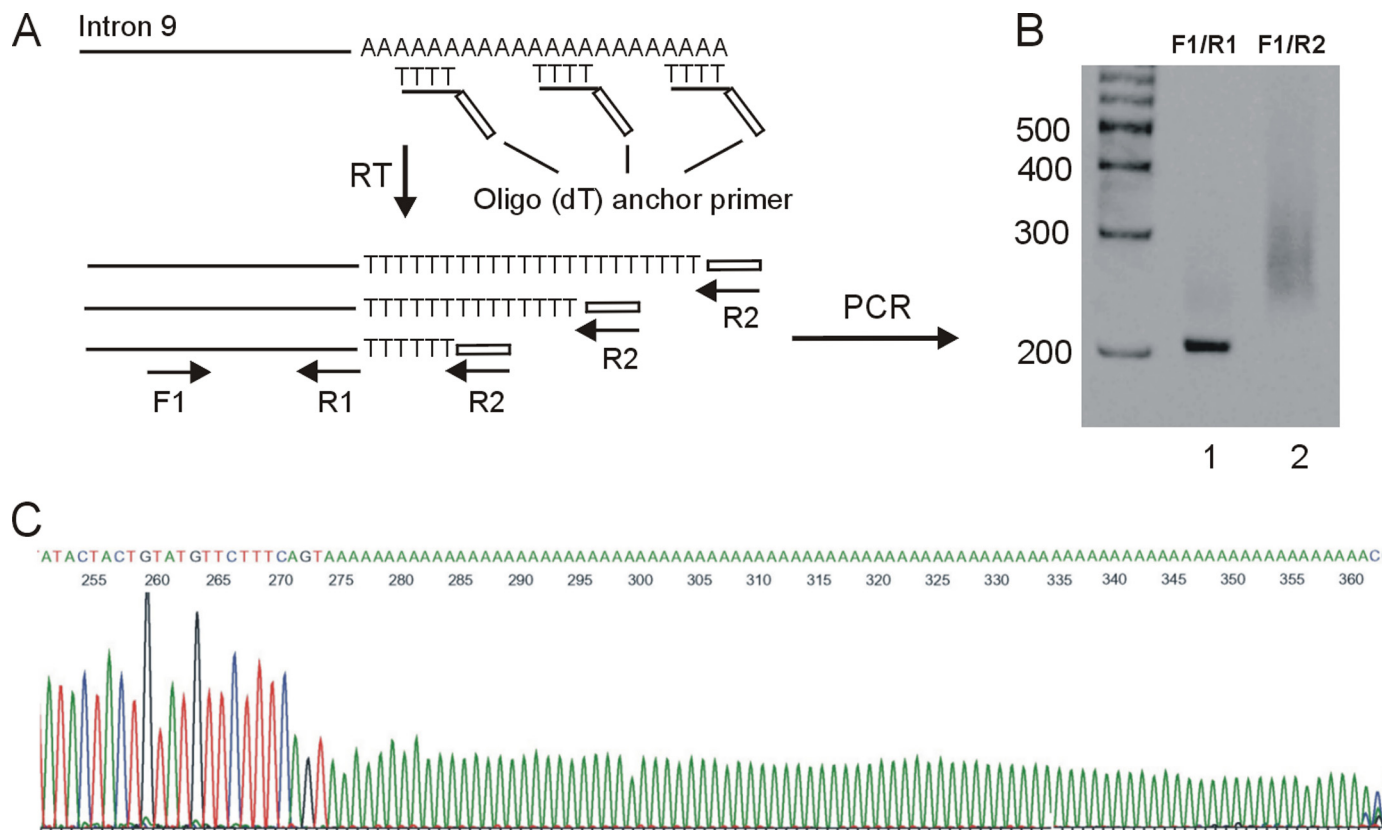 A
Intron 9
AAAAAAAAAAAAAAAAAAAAAA
TTTT TTTT TTTT
RT
Oligo (dT) anchor primer
TTTTTTTTTTTTTTTTTTTTTT
R2
TTTTTTTTTTTTTT
R2
TTTTTT
F1 R1 R2
PCR
B
F1/R1 F1/R2
500
400
300
200
1 2
C
ATACTACTGTATGTTCTTTCAGTAAAAAAAAAAAAAAAAAAAAAAAAAAAAAAAAAAAAAAAAAAAAAAAAAAAAAAAAAAAAAAAAAAAAAAAAAAAAAAAAAAAAAAAC
255 260 265 270 275 280 285 290 295 300 305 310 315 320 325 330 335 340 345 350 355 360